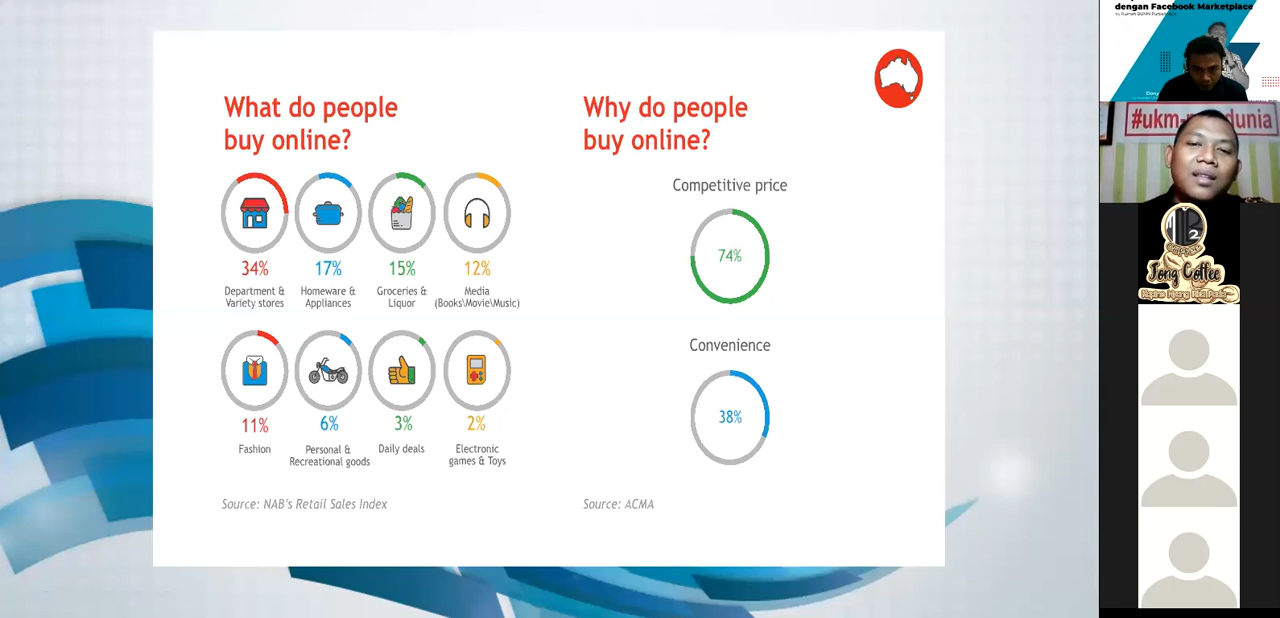 What do people
buy online?
34%
Department &
Variety stores
17%
Homeware &
Appliances
15%
Groceries &
Liquor
12%
Media
(Books\Movie\Music)
11%
Fashion
6%
Personal &
Recreational goods
3%
Daily deals
2%
Electronic
games & Toys
Source: NAB's Retail Sales Index
Why do people
buy online?
Competitive price
74%
Convenience
38%
Source: ACMA
dengan Facebook Marketplace
#ukm-
dunia
Jong Coffee